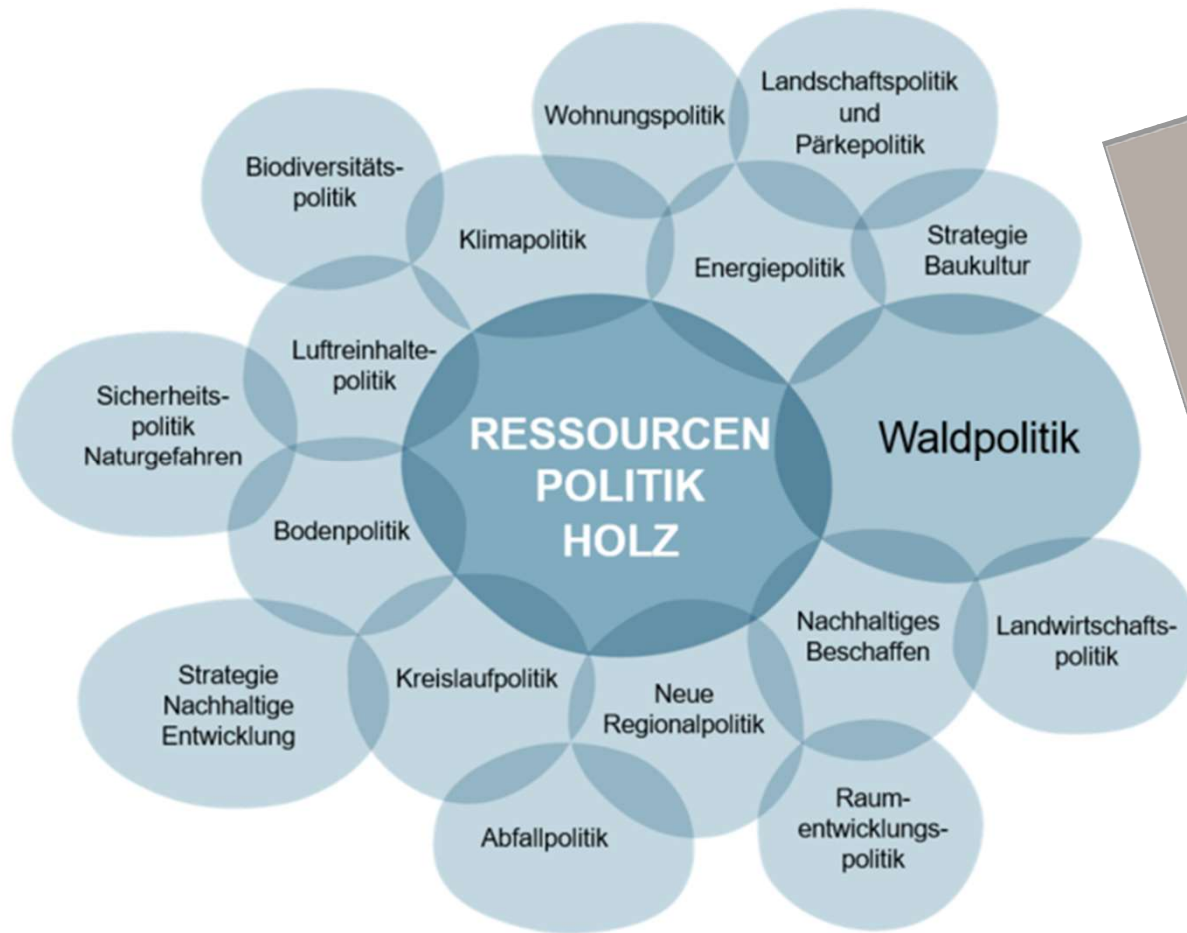 Wohnungspolitik
Landschaftspolitik
und
Pärkepolitik
Biodiversitäts-
politik
Klimapolitik
Energiepolitik
Strategie
Baukultur
Luftreinhalte-
politik
Sicherheits-
politik
Naturgefahren
RESSOURCEN
POLITIK
HOLZ
Waldpolitik
Bodenpolitik
Nachhaltiges
Beschaffen
Landwirtschafts-
politik
Strategie
Nachhaltige
Entwicklung
Kreislaufpolitik
Neue
Regionalpolitik
Abfallpolitik
Raum-
entwicklungs-
politik